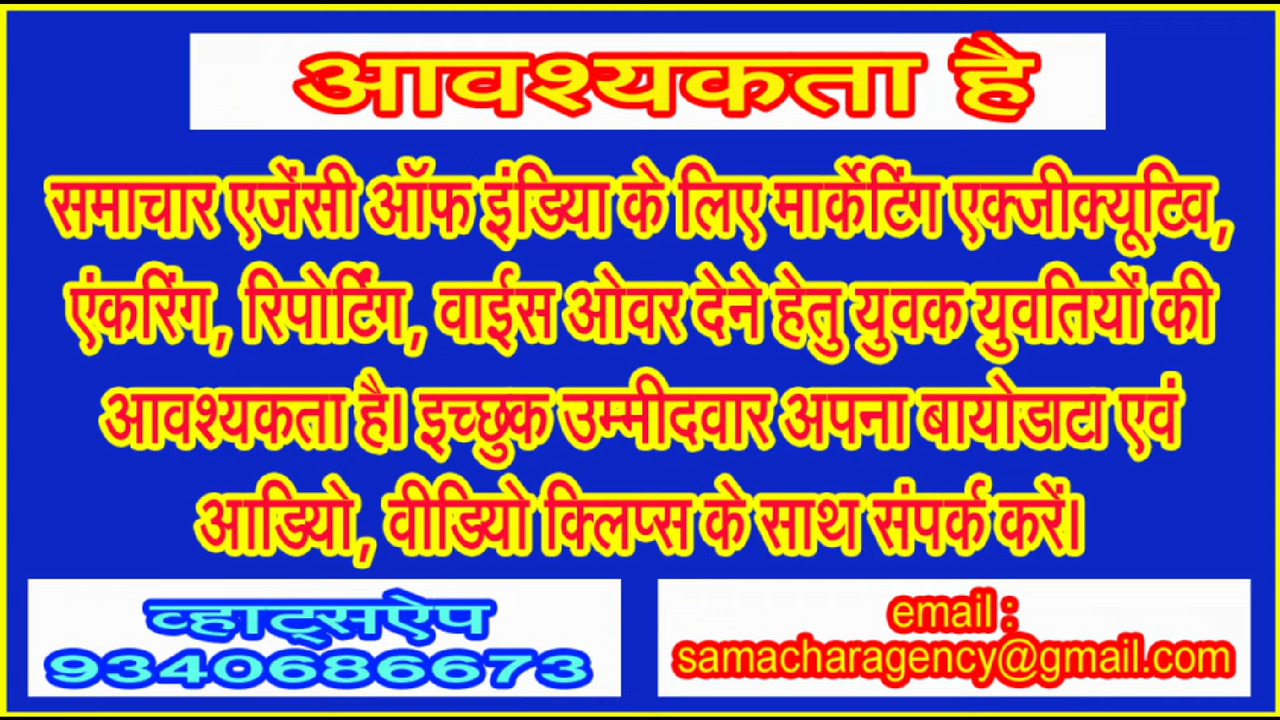 आवश्यकता है
समाचार एजेंसी ऑफ इंडिया के लिए मार्केटिंग एक्जीक्यूटिव,
एंकरिंग, रिपोर्टिंग, वाईस ओवर देने हेतु युवक युवतियों की
आवश्यकता है। इच्छुक उम्मीदवार अपना बायोडाटा एवं
आडियो, वीडियो क्लिप्स के साथ संपर्क करें।
व्हाट्सऐप
9340686673
email :
samacharagency@gmail.com